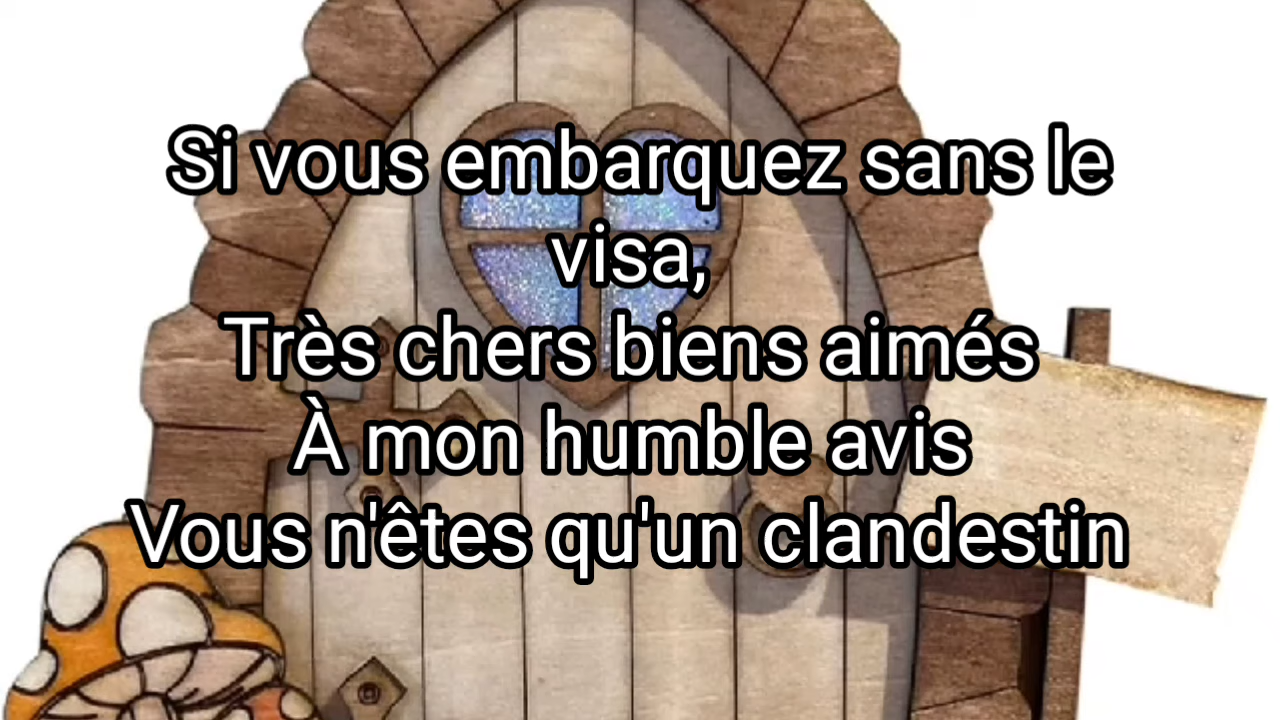 Si vous embarquez sans le
visa,
Très chers biens aimés
À mon humble avis
Vous n'êtes qu'un clandestin